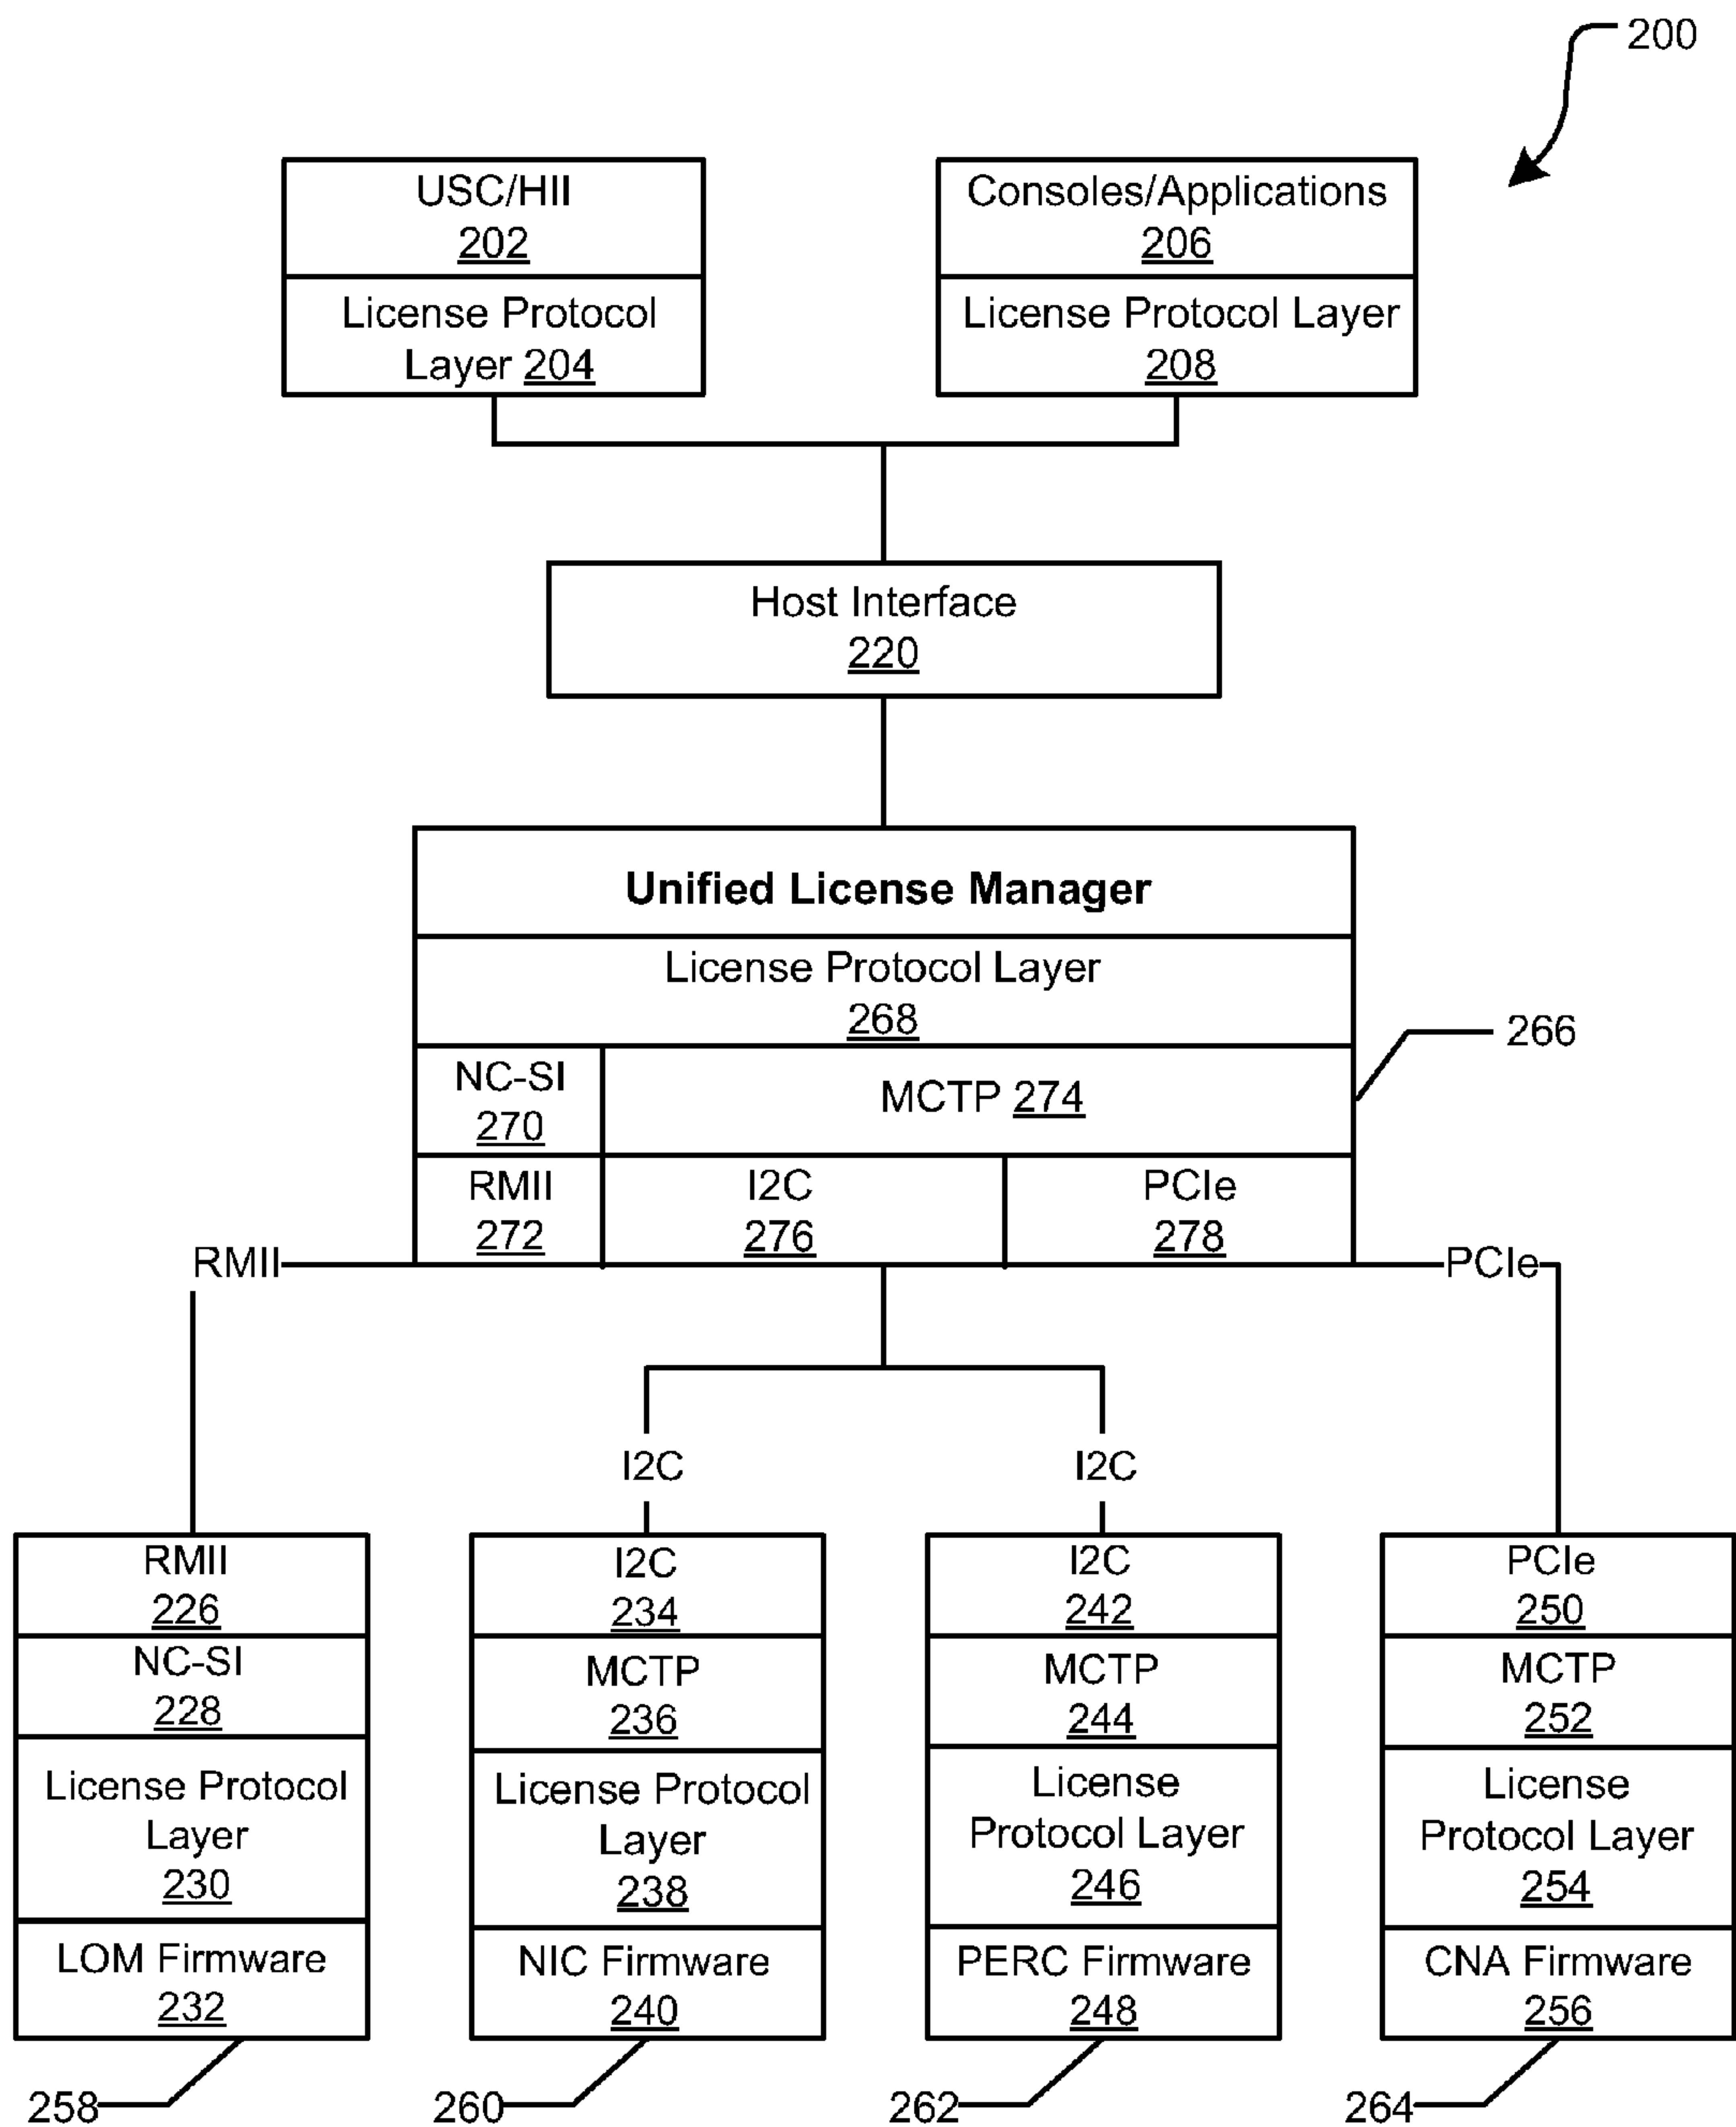 200
USC/HII
202
License Protocol
Layer 204
Consoles/Applications
206
License Protocol Layer
208
Host Interface
220
Unified License Manager
License Protocol Layer
268
266
NC-SI
270
MCTP 274
RMII
272
I2C
276
PCIe
278
RMII
PCIe
I2C
I2C
RMII
226
NC-SI
228
License Protocol
Layer
230
LOM Firmware
232
I2C
234
MCTP
236
License Protocol
Layer
238
NIC Firmware
240
I2C
242
MCTP
244
License
Protocol Layer
246
PERC Firmware
248
PCIe
250
MCTP
252
License
Protocol Layer
254
CNA Firmware
256
258
260
262
264